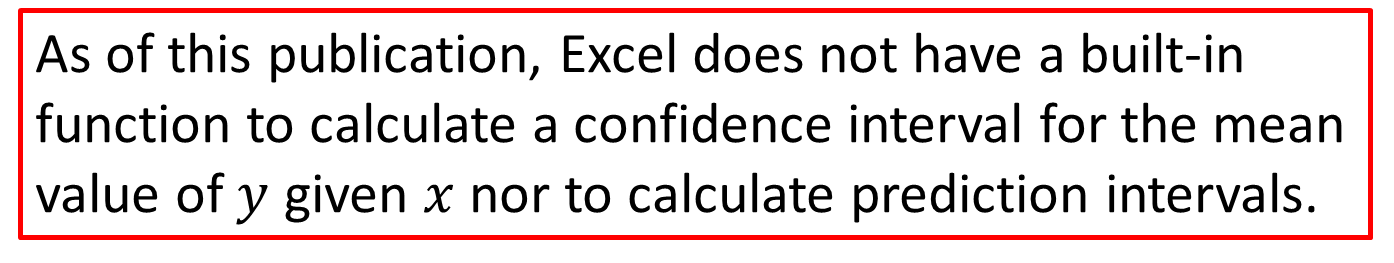 As of this publication, Excel does not have a built-in
function to calculate a confidence interval for the mean
value of y given x nor to calculate prediction intervals.